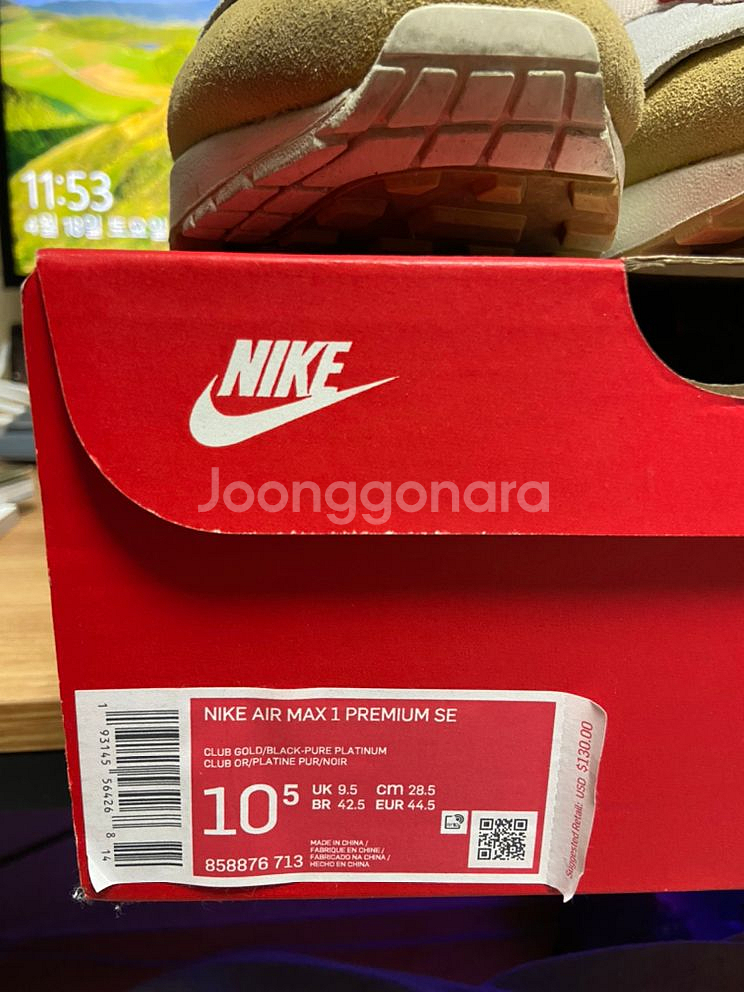 11:53
4월 18일 토요일
NIKE
Joonggonara
NIKE AIR MAX 1 PREMIUM SE
CLUB GOLD/BLACK-PURE PLATINUM
CLUB OR/PLATINE PUR/NOIR
10 5
UK 9.5 cm 28.5
BR 42.5 EUR 44.5
858876 713
MADE IN CHINA /
FABRIQUE EN CHINE /
FABRICADO NA CHINA /
HECHO EN CHINA
1 93145 56426 8 14
Suggested Retail: USD $130.00